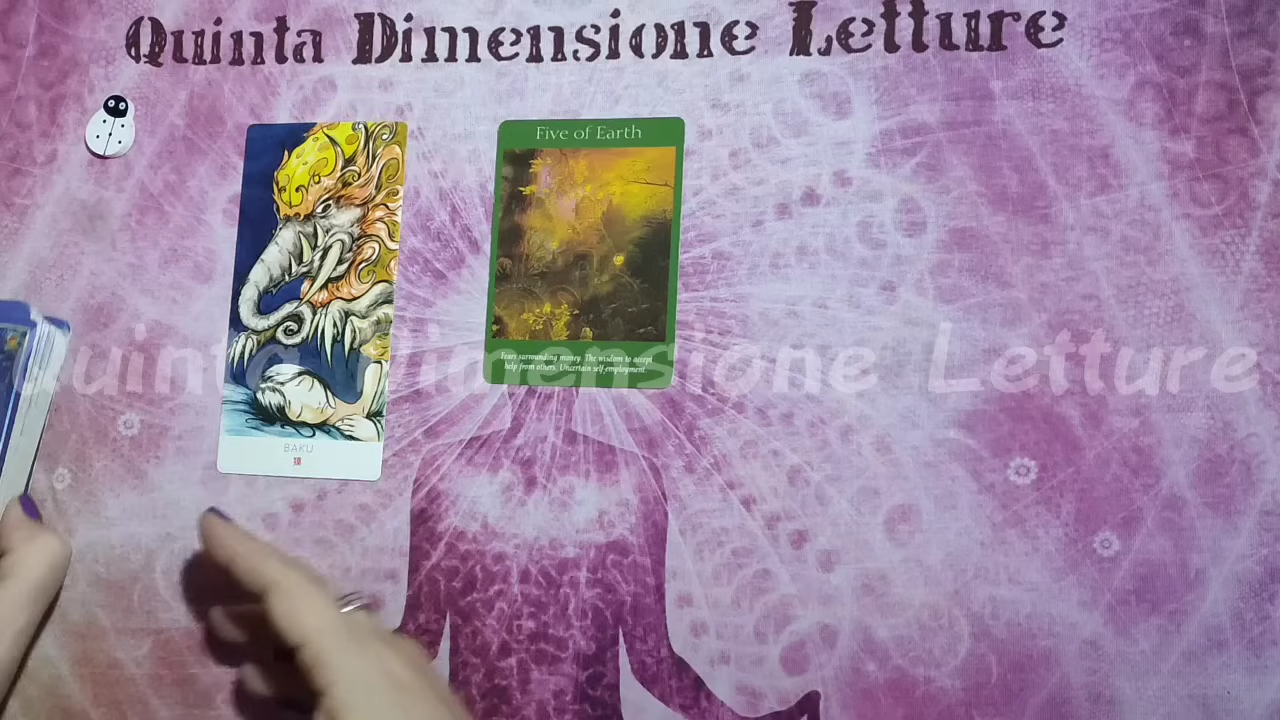 Quinta Dimensione Letture
Five of Earth
Fears surrounding money. The wisdom to accept
help from others. Uncertain self-employment.
Quinta Dimensione Letture
BAKU
獏